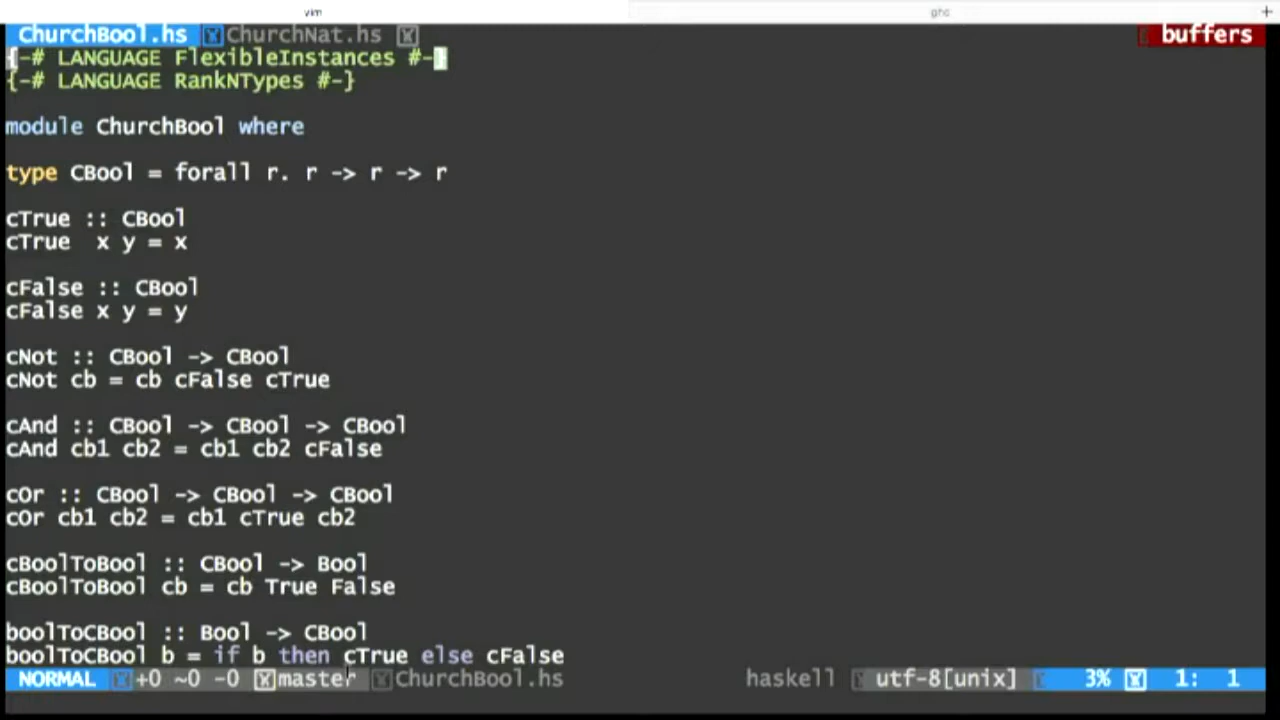 vim ghc +
ChurchBool.hs ChurchNat.hs buffers
{-# LANGUAGE FlexibleInstances #-}
{-# LANGUAGE RankNTypes #-}
module ChurchBool where
type CBool = forall r. r -> r -> r
cTrue :: CBool
cTrue  x y = x
cFalse :: CBool
cFalse x y = y
cNot :: CBool -> CBool
cNot cb = cb cFalse cTrue
cAnd :: CBool -> CBool -> CBool
cAnd cb1 cb2 = cb1 cb2 cFalse
cOr :: CBool -> CBool -> CBool
cOr cb1 cb2 = cb1 cTrue cb2
cBoolToBool :: CBool -> Bool
cBoolToBool cb = cb True False
boolToCBool :: Bool -> CBool
boolToCBool b = if b then cTrue else cFalse
NORMAL +0 ~0 -0 master ChurchBool.hs haskell utf-8[unix] 3% 1: 1